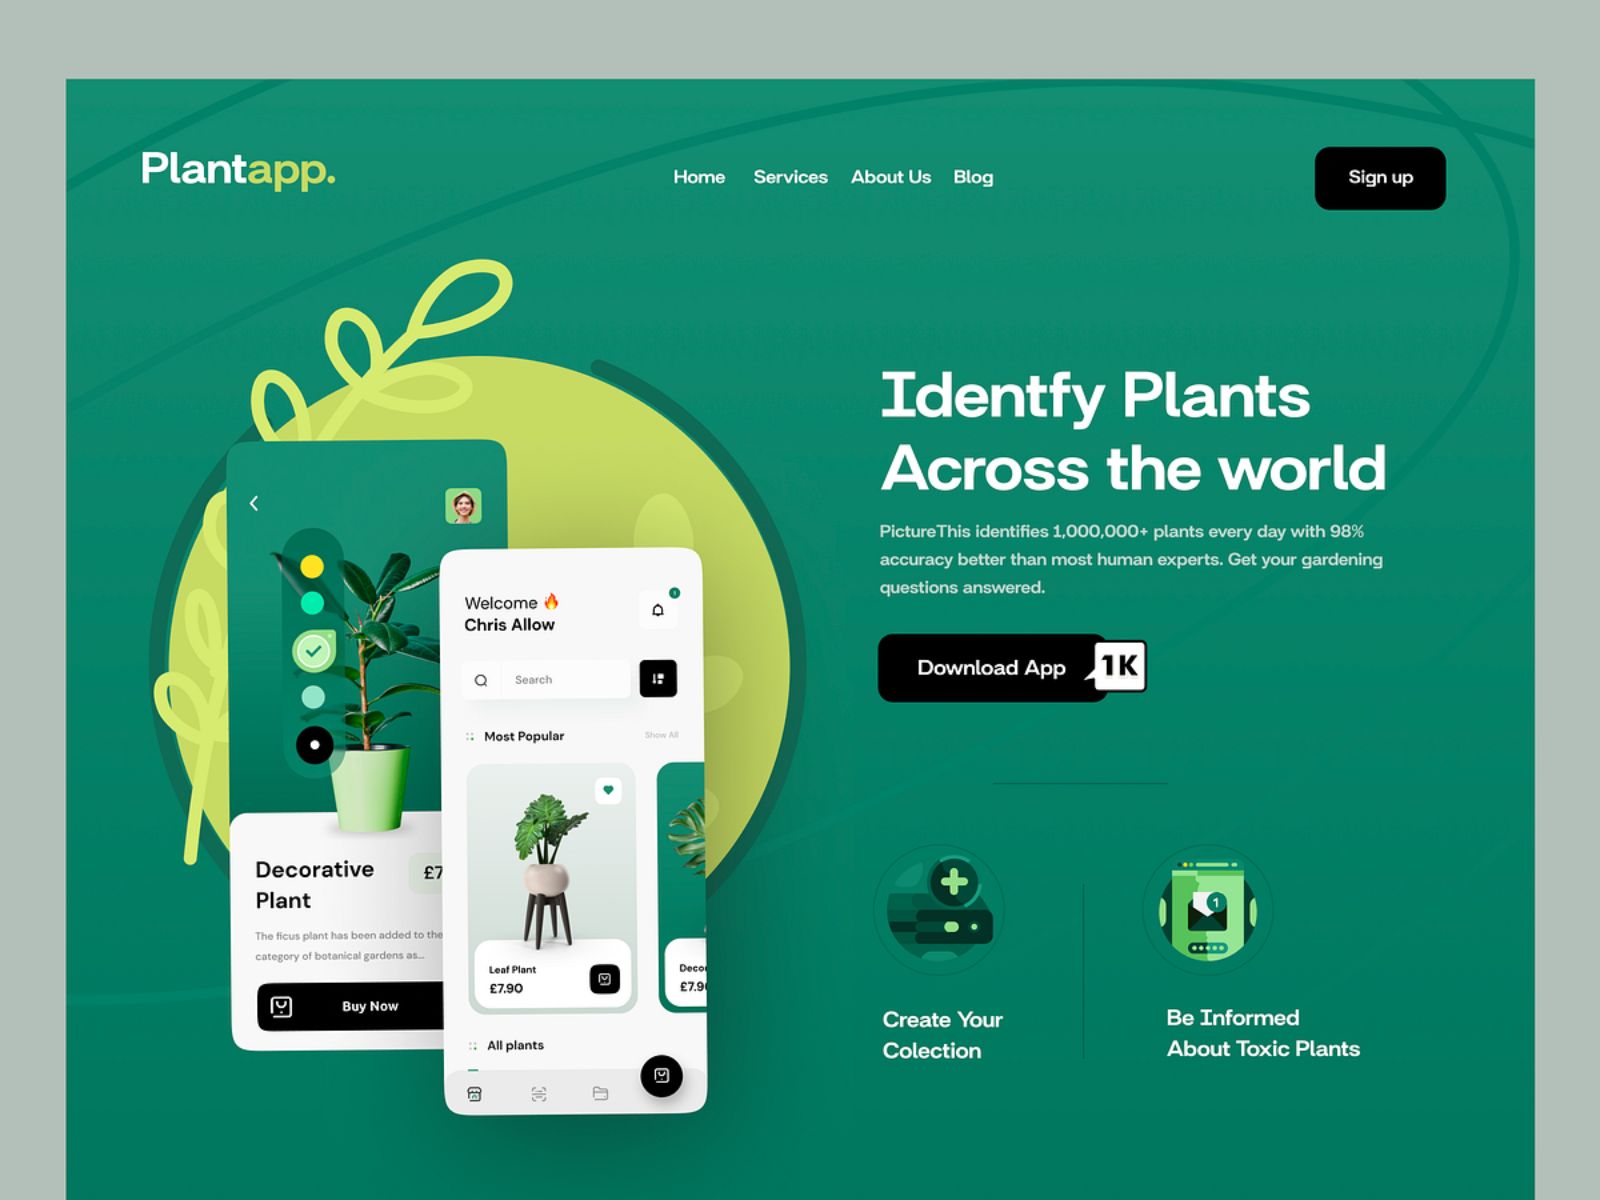 Plantapp.
Home Services About Us Blog
Sign up
Identfy Plants
Across the world
PictureThis identifies 1,000,000+ plants every day with 98%
accuracy better than most human experts. Get your gardening
questions answered.
Download App
1K
Create Your
Colection
Be Informed
About Toxic Plants
1
Decorative
Plant
£7
The ficus plant has been added to the
category of botanical gardens as...
Buy Now
Welcome 🔥
Chris Allow
Search
Most Popular
Show All
Leaf Plant
£7.90
Decor
£7.90
All plants